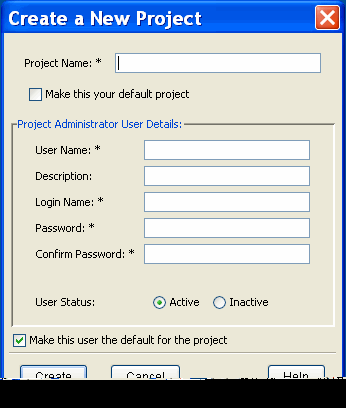 Create a New Project
Project Name: *
Make this your default project
Project Administrator User Details:
User Name: *
Description:
Login Name: *
Password: *
Confirm Password: *
User Status: Active Inactive
Make this user the default for the project
Create Cancel Help